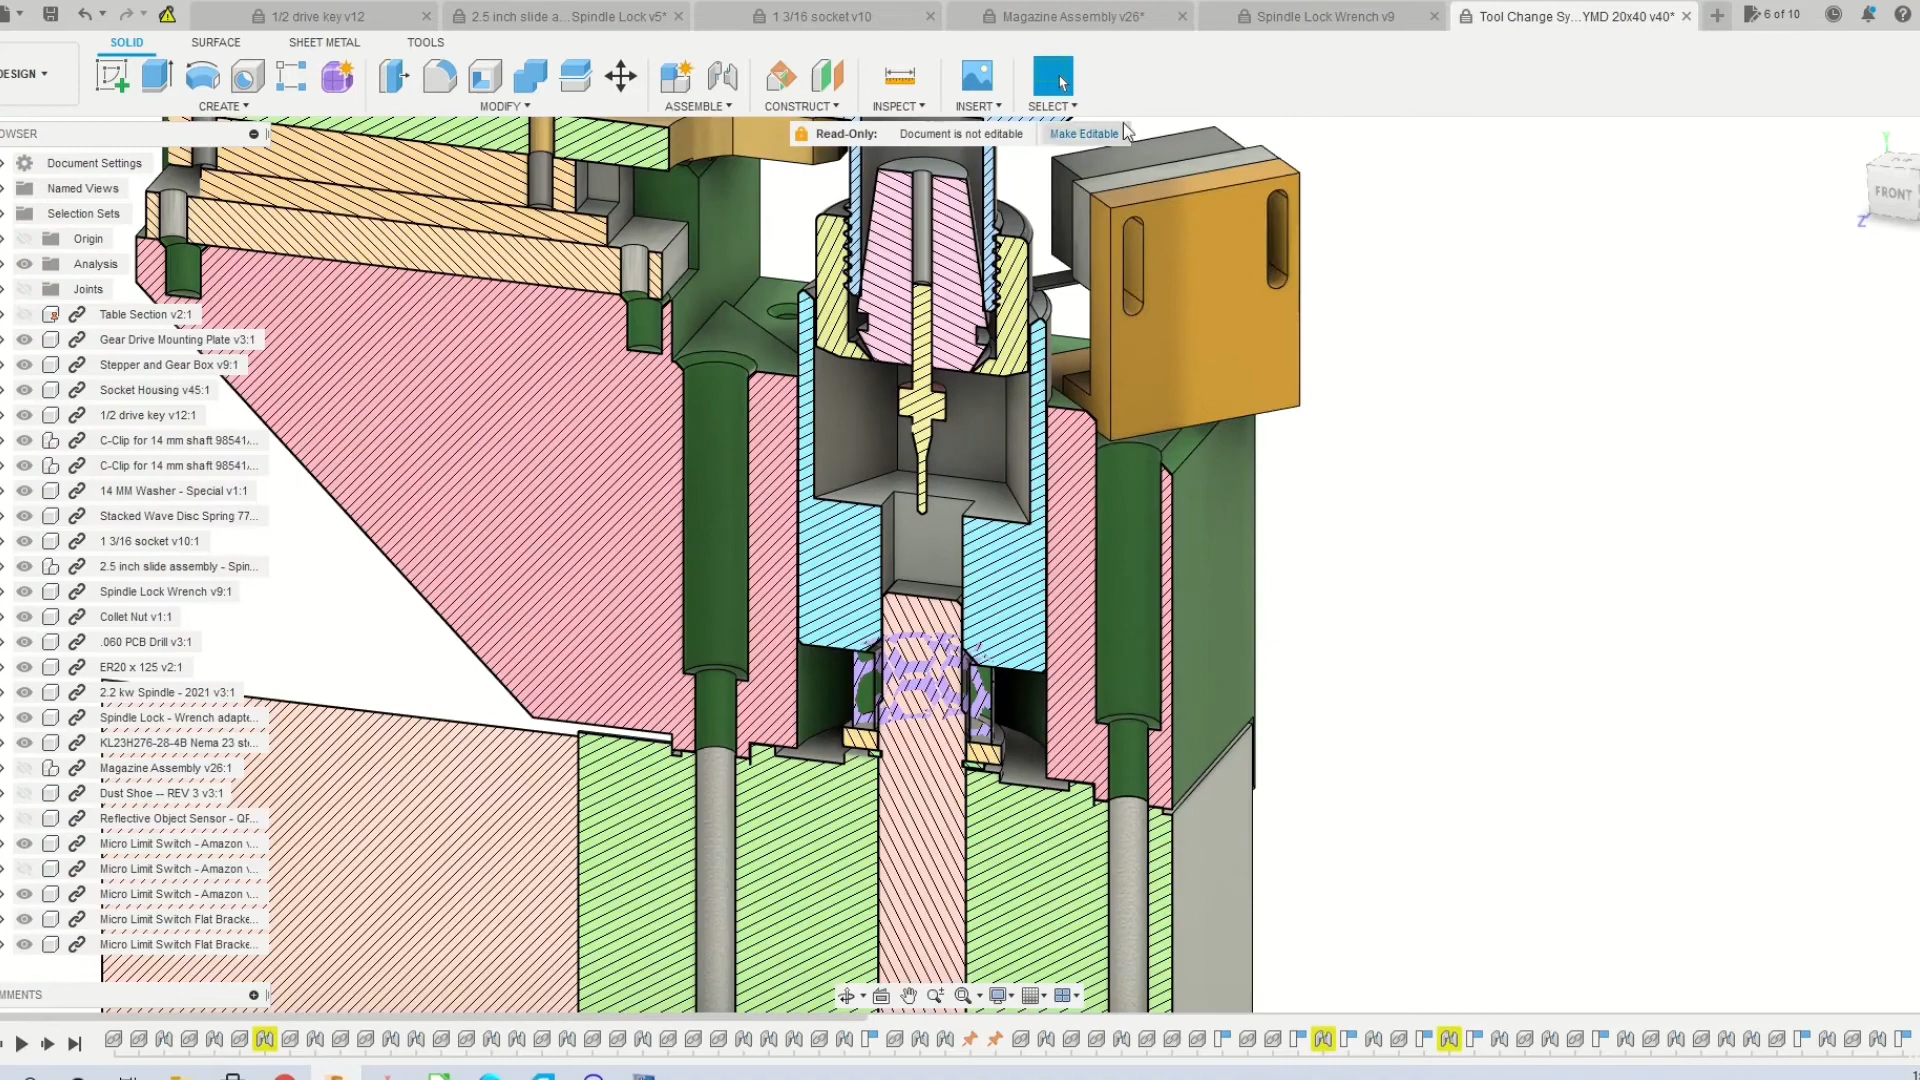 1/2 drive key v12
2.5 inch slide a...Spindle Lock v5*
1 3/16 socket v10
Magazine Assembly v26*
Spindle Lock Wrench v9
Tool Change Sy...YMD 20x40 v40*
6 of 10
SOLID
SURFACE
SHEET METAL
TOOLS
DESIGN
CREATE
MODIFY
ASSEMBLE
CONSTRUCT
INSPECT
INSERT
SELECT
OWSER
Read-Only:
Document is not editable
Make Editable
FRONT
Y
Z
Document Settings
Named Views
Selection Sets
Origin
Analysis
Joints
Table Section v2:1
Gear Drive Mounting Plate v3:1
Stepper and Gear Box v9:1
Socket Housing v45:1
1/2 drive key v12:1
C-Clip for 14 mm shaft 98541...
C-Clip for 14 mm shaft 98541...
14 MM Washer - Special v1:1
Stacked Wave Disc Spring 77...
1 3/16 socket v10:1
2.5 inch slide assembly - Spin...
Spindle Lock Wrench v9:1
Collet Nut v1:1
.060 PCB Drill v3:1
ER20 x 125 v2:1
2.2 kw Spindle - 2021 v3:1
Spindle Lock - Wrench adapte...
KL23H276-28-4B Nema 23 ste...
Magazine Assembly v26:1
Dust Shoe -- REV 3 v3:1
Reflective Object Sensor - QF...
Micro Limit Switch - Amazon v...
Micro Limit Switch - Amazon v...
Micro Limit Switch - Amazon v...
Micro Limit Switch Flat Bracke...
Micro Limit Switch Flat Bracke...
MMENTS